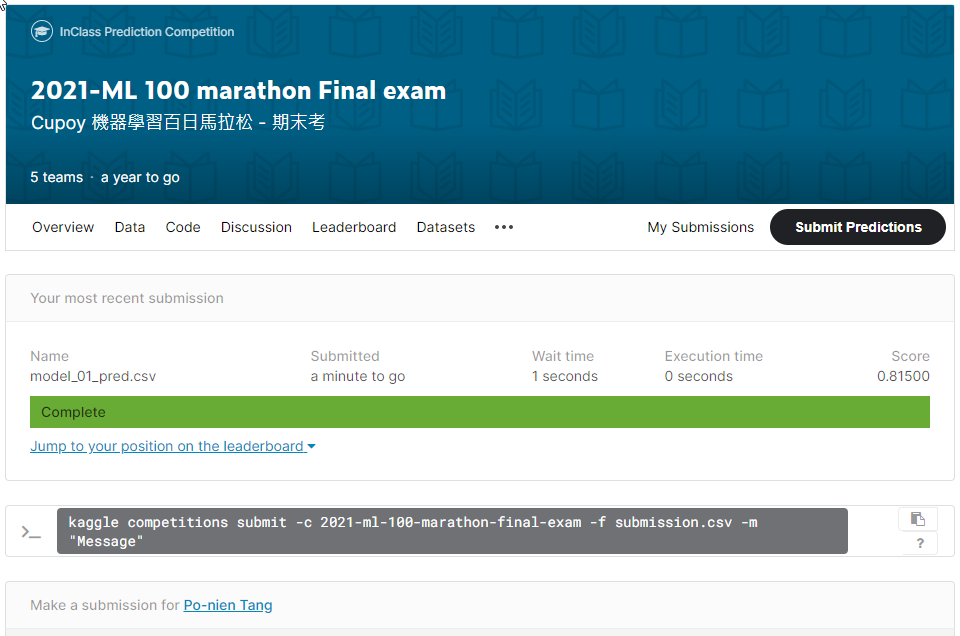 InClass Prediction Competition
2021-ML 100 marathon Final exam
Cupoy 機器學習百日馬拉松 - 期末考
5 teams · a year to go
Overview Data Code Discussion Leaderboard Datasets ••• My Submissions Submit Predictions
Your most recent submission
Name Submitted Wait time Execution time Score
model_01_pred.csv a minute to go 1 seconds 0 seconds 0.81500
Complete
Jump to your position on the leaderboard
>_ kaggle competitions submit -c 2021-ml-100-marathon-final-exam -f submission.csv -m
"Message"
?
Make a submission for Po-nien Tang